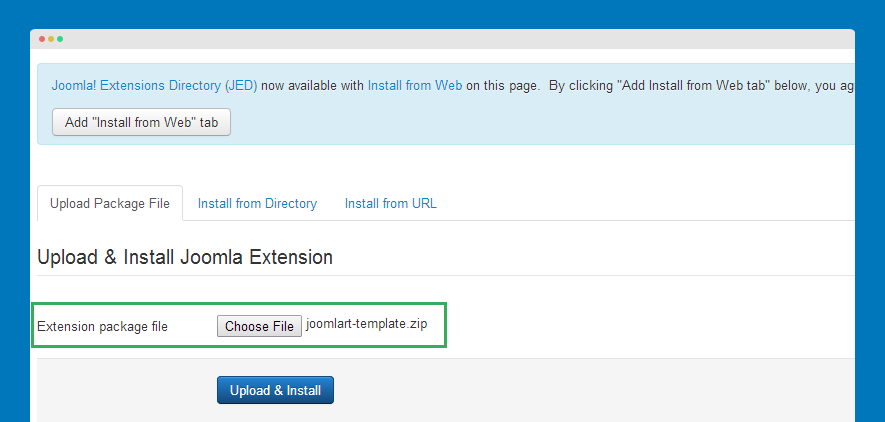 Joomla! Extensions Directory (JED) now available with Install from Web on this page. By clicking "Add Install from Web tab" below, you
Add "Install from Web" tab
Upload Package File Install from Directory Install from URL
Upload & Install Joomla Extension
Extension package file Choose File joomlart-template.zip
Upload & Install